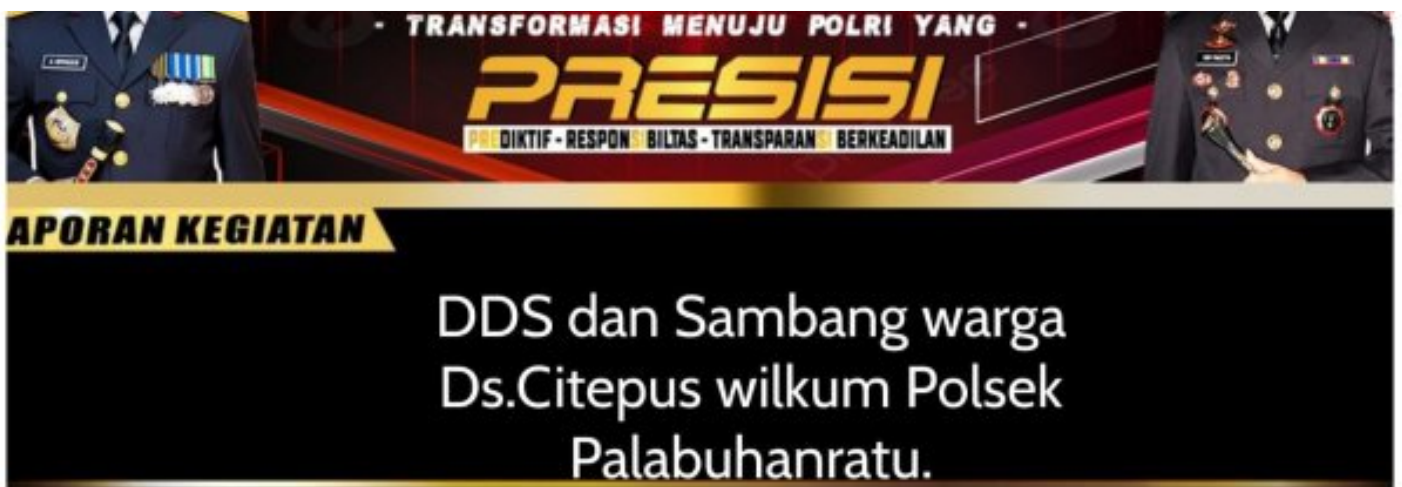 - TRANSFORMASI MENUJU POLRI YANG -
PRESISI
PREDIKTIF - RESPONSIBILTAS - TRANSPARANSI BERKEADILAN
APORAN KEGIATAN
DDS dan Sambang warga
Ds.Citepus wilkum Polsek
Palabuhanratu.